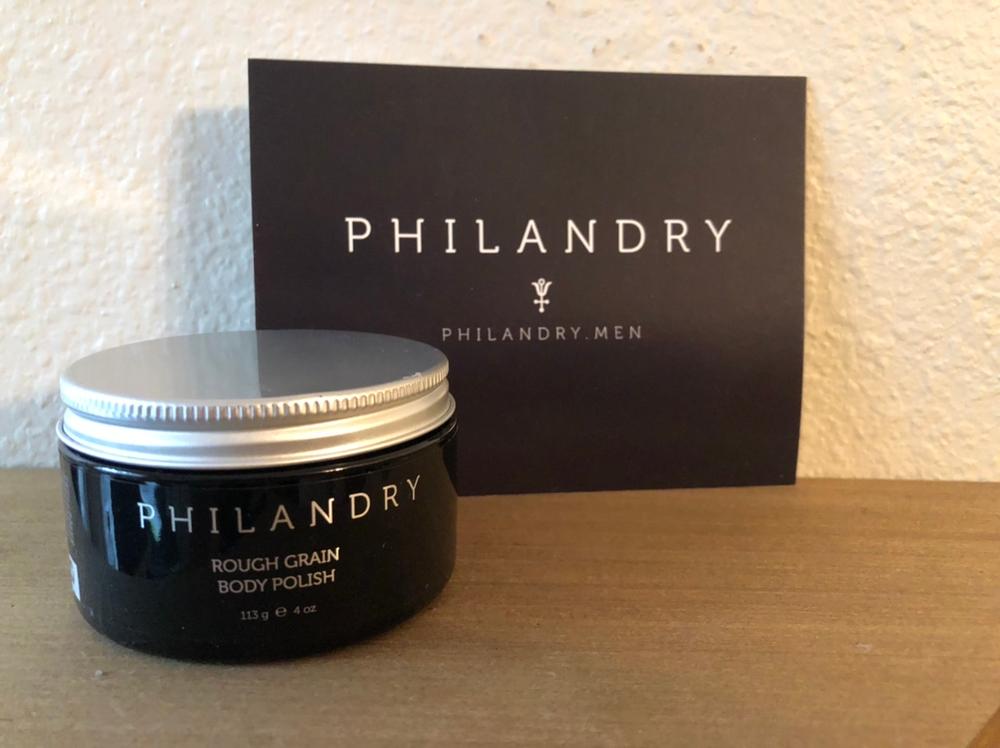 PHILANDRY
PHILANDRY.MEN
PHILANDRY
ROUGH GRAIN
BODY POLISH
113 g ℮ 4 oz